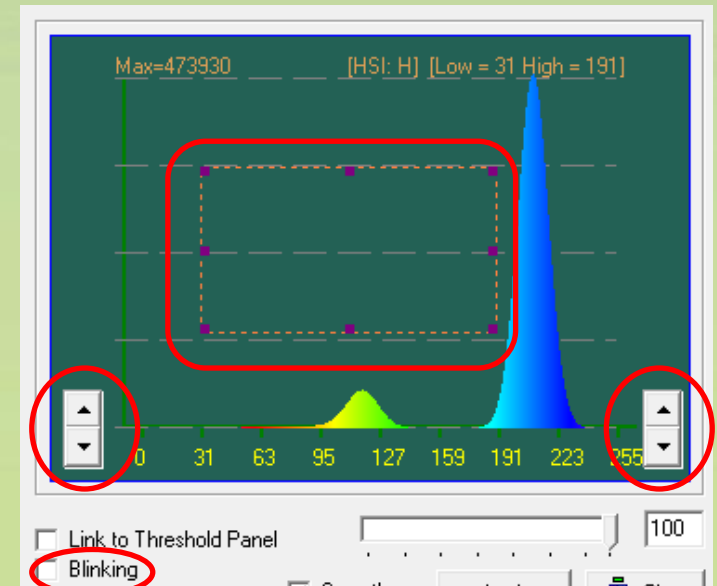 Max=473930 [HSI: H] [Low = 31 High = 191]
0 31 63 95 127 159 191 223 255
Link to Threshold Panel
100
Blinking